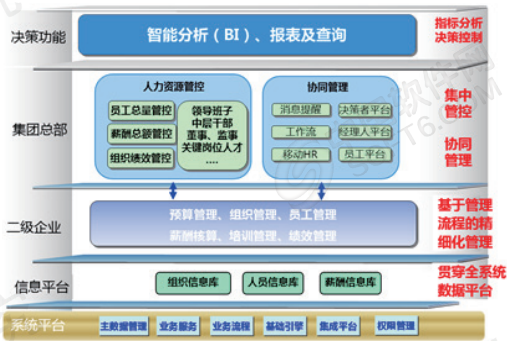 决策功能
智能分析（BI）、报表及查询
指标分析
决策控制
集团总部
人力资源管控
员工总量管控
薪酬总额管控
组织绩效管控
领导班子
中层干部
董事、监事
关键岗位人才
....
协同管理
消息提醒
决策者平台
工作流
经理人平台
移动HR
员工平台
集中
管控
协同
管理
二级企业
预算管理、组织管理、员工管理
薪酬核算、培训管理、绩效管理
基于管理
流程的精
细化管理
信息平台
组织信息库
人员信息库
薪酬信息库
贯穿全系统
数据平台
系统平台
主数据管理
业务服务
业务流程
基础引擎
集成平台
权限管理